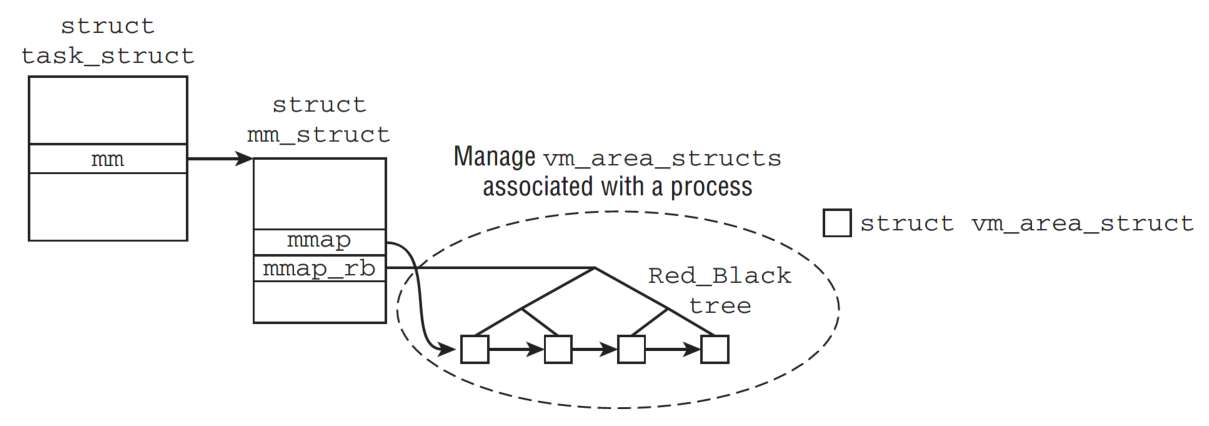 struct
task_struct
mm
struct
mm_struct
mmap
mmap_rb
Manage vm_area_structs
associated with a process
Red_Black
tree
struct vm_area_struct